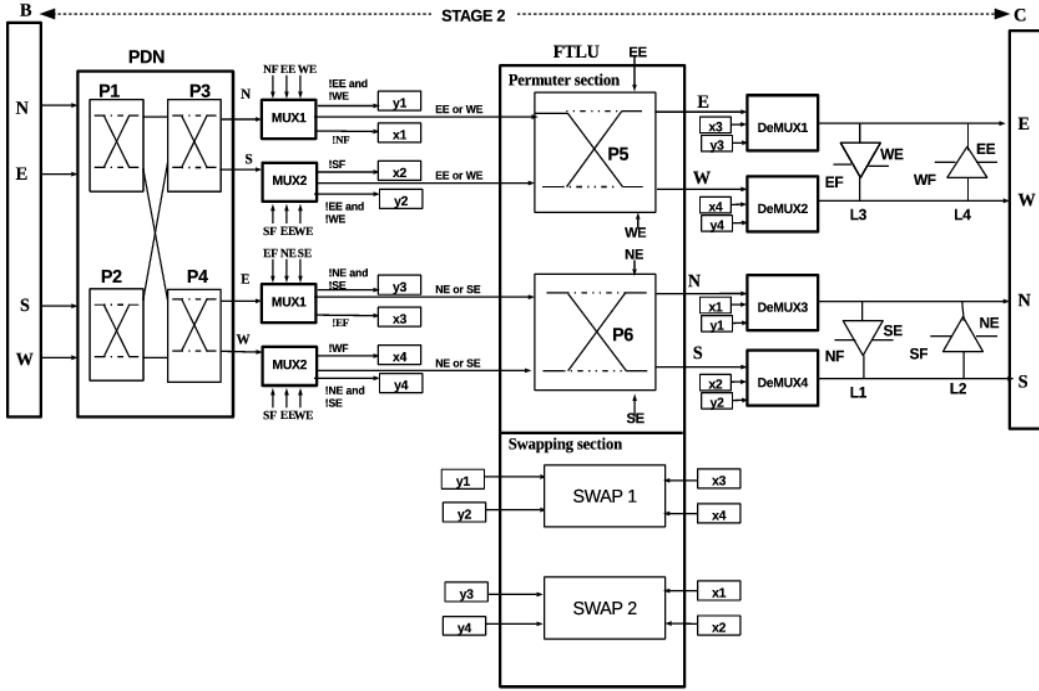 B
STAGE 2
C
PDN
FTLU
EE
P1
P3
N
NF EE WE
!EE and
!WE
y1
Permuter section
E
N
MUX1
EE or WE
x3
DeMUX1
E
!NF
x1
y3
WE
EE
S
!SF
x2
P5
W
EF
WF
E
MUX2
EE or WE
x4
DeMUX2
W
!EE and
!WE
y2
y4
L3
L4
SF EE WE
WE
EF NE SE
NE
P2
P4
E
!NE and
!SE
y3
N
S
MUX1
NE or SE
x1
DeMUX3
N
!EF
x3
y1
SE
NE
W
!WF
x4
P6
S
NF
SF
W
MUX2
NE or SE
x2
DeMUX4
S
!NE and
!SE
y4
y2
L1
L2
SF EE WE
SE
Swapping section
y1
SWAP 1
x3
y2
x4
y3
SWAP 2
x1
y4
x2